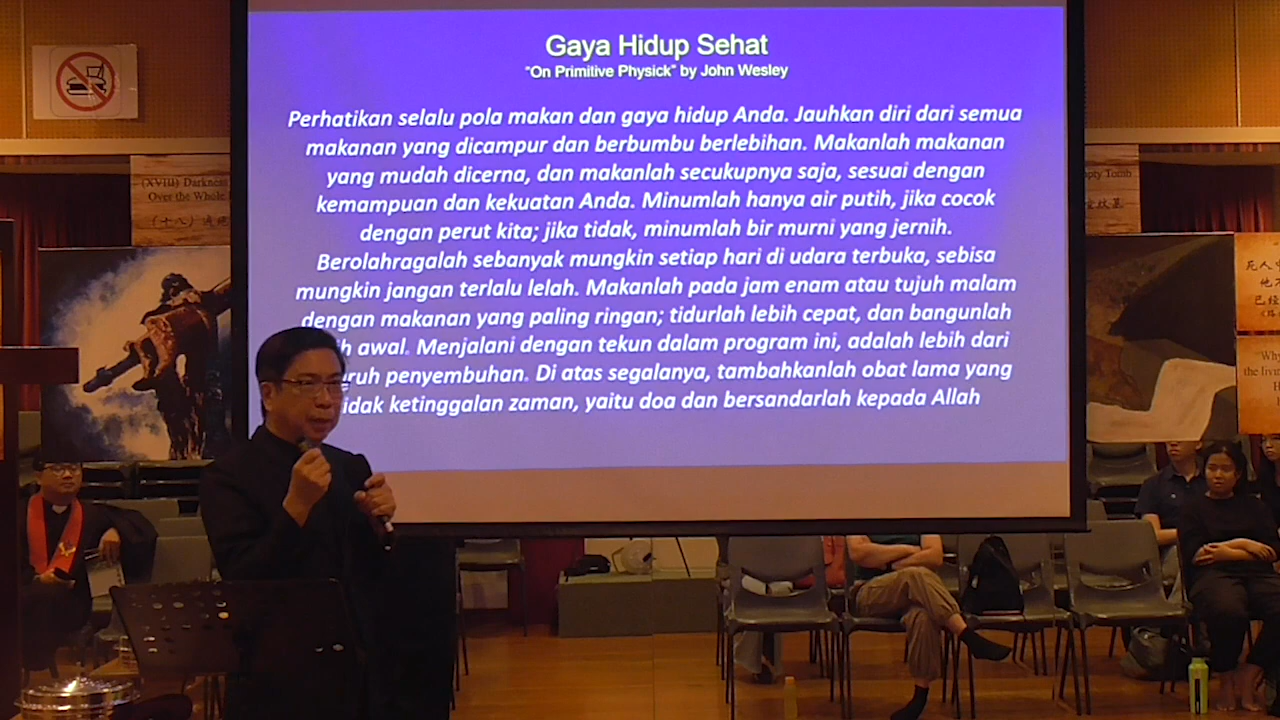 Gaya Hidup Sehat
"On Primitive Physick" by John Wesley
Perhatikan selalu pola makan dan gaya hidup Anda. Jauhkan diri dari semua
makanan yang dicampur dan berbumbu berlebihan. Makanlah makanan
yang mudah dicerna, dan makanlah secukupnya saja, sesuai dengan
kemampuan dan kekuatan Anda. Minumlah hanya air putih, jika cocok
dengan perut kita; jika tidak, minumlah bir murni yang jernih.
Berolahragalah sebanyak mungkin setiap hari di udara terbuka, sebisa
mungkin jangan terlalu lelah. Makanlah pada jam enam atau tujuh malam
dengan makanan yang paling ringan; tidurlah lebih cepat, dan bangunlah
awal. Menjalani dengan tekun dalam program ini, adalah lebih dari
penyembuhan. Di atas segalanya, tambahkanlah obat lama yang
tidak ketinggalan zaman, yaitu doa dan bersandarlah kepada Allah
(XVIII) Darkness
Over the Whole
(十八)
Tomb
"Why
the livin